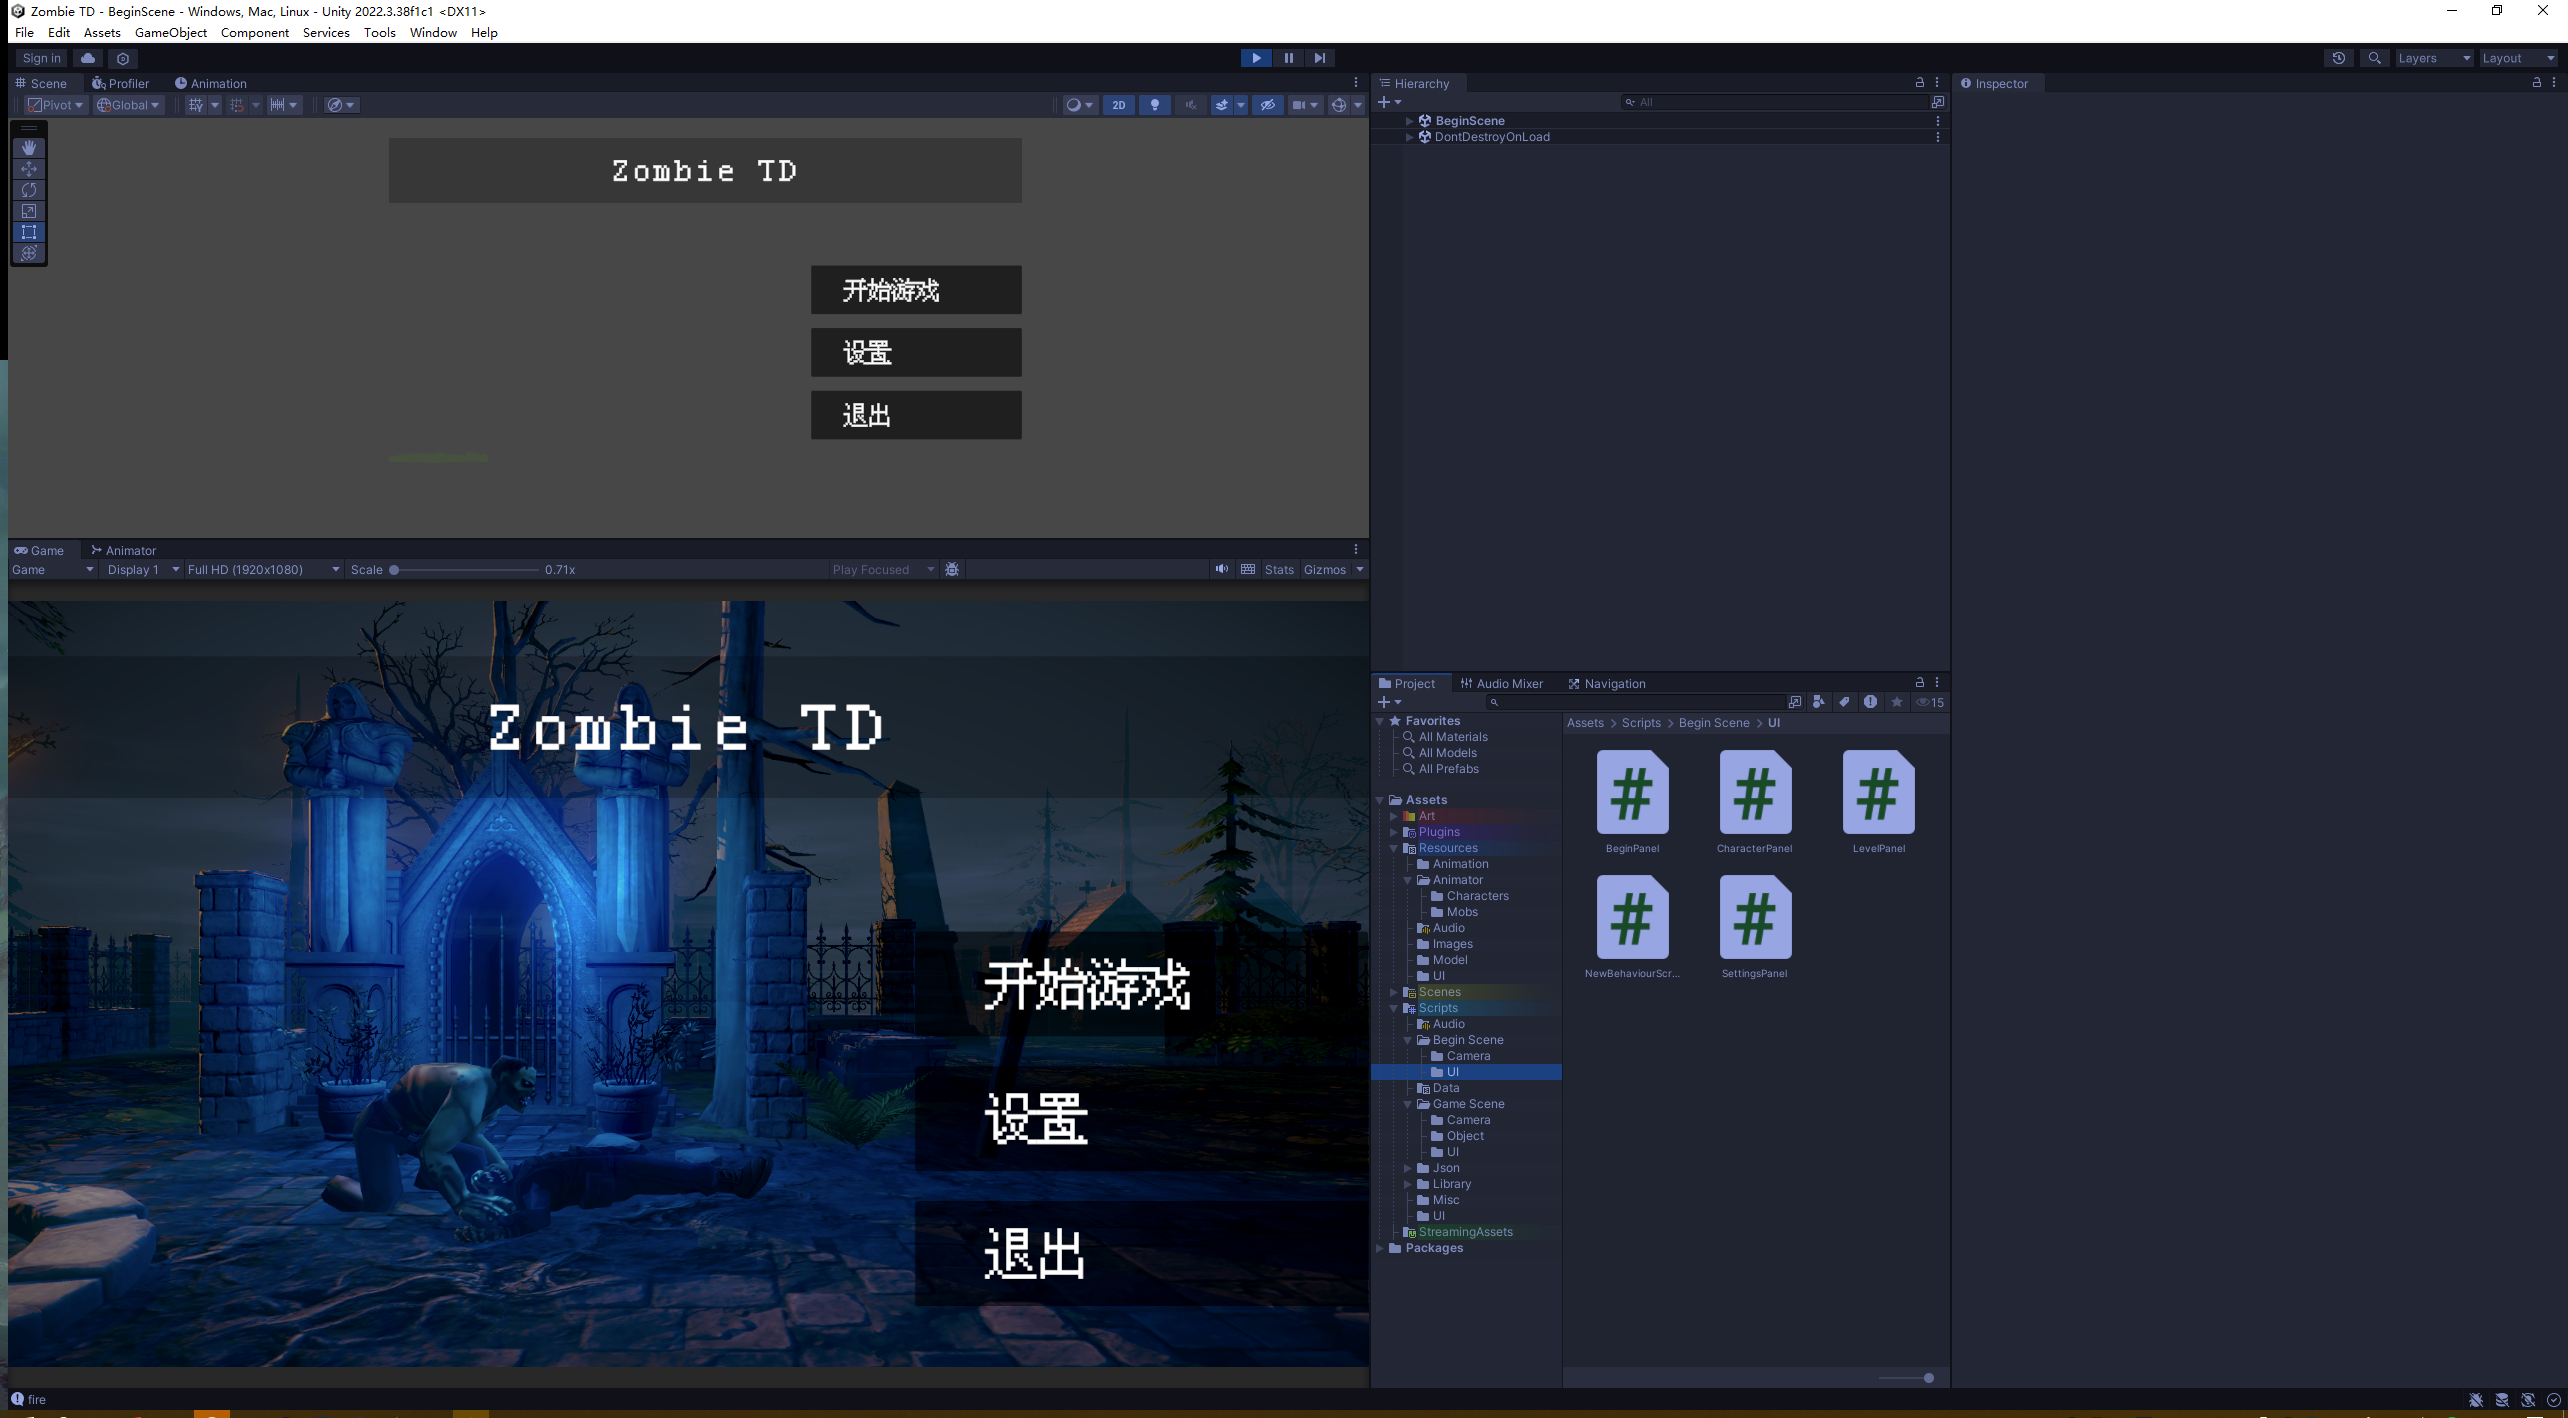 Zombie TD - BeginScene - Windows, Mac, Linux - Unity 2022.3.38f1c1 <DX11>
File Edit Assets GameObject Component Services Tools Window Help
Sign in
Layers
Layout
Scene
Profiler
Animation
Pivot
Global
2D
Zombie TD
开始游戏
设置
退出
Game
Animator
Game
Display 1
Full HD (1920x1080)
Scale
0.71x
Play Focused
Stats
Gizmos
Zombie TD
开始游戏
设置
退出
Hierarchy
All
BeginScene
DontDestroyOnLoad
Inspector
Project
Audio Mixer
Navigation
15
Favorites
All Materials
All Models
All Prefabs
Assets
Art
Plugins
Resources
Animation
Animator
Characters
Mobs
Audio
Images
Model
UI
Scenes
Scripts
Audio
Begin Scene
Camera
UI
Data
Game Scene
Camera
Object
UI
Json
Library
Misc
UI
StreamingAssets
Packages
Assets > Scripts > Begin Scene > UI
BeginPanel
CharacterPanel
LevelPanel
NewBehaviourScr...
SettingsPanel
fire